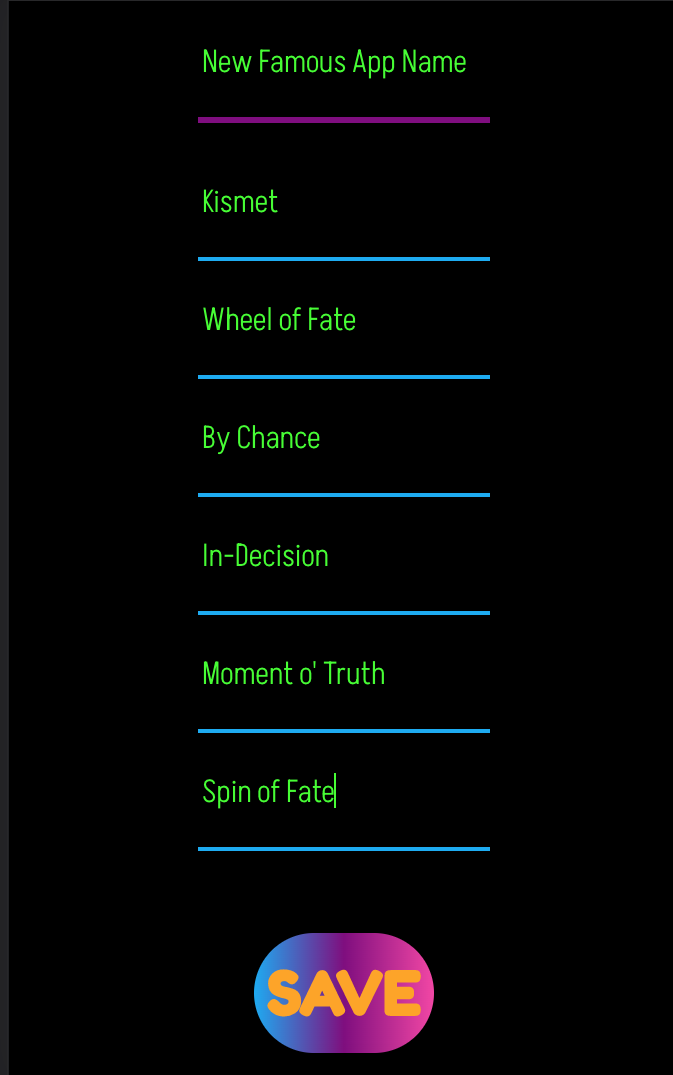 New Famous App Name
Kismet
Wheel of Fate
By Chance
In-Decision
Moment o' Truth
Spin of Fate
SAVE